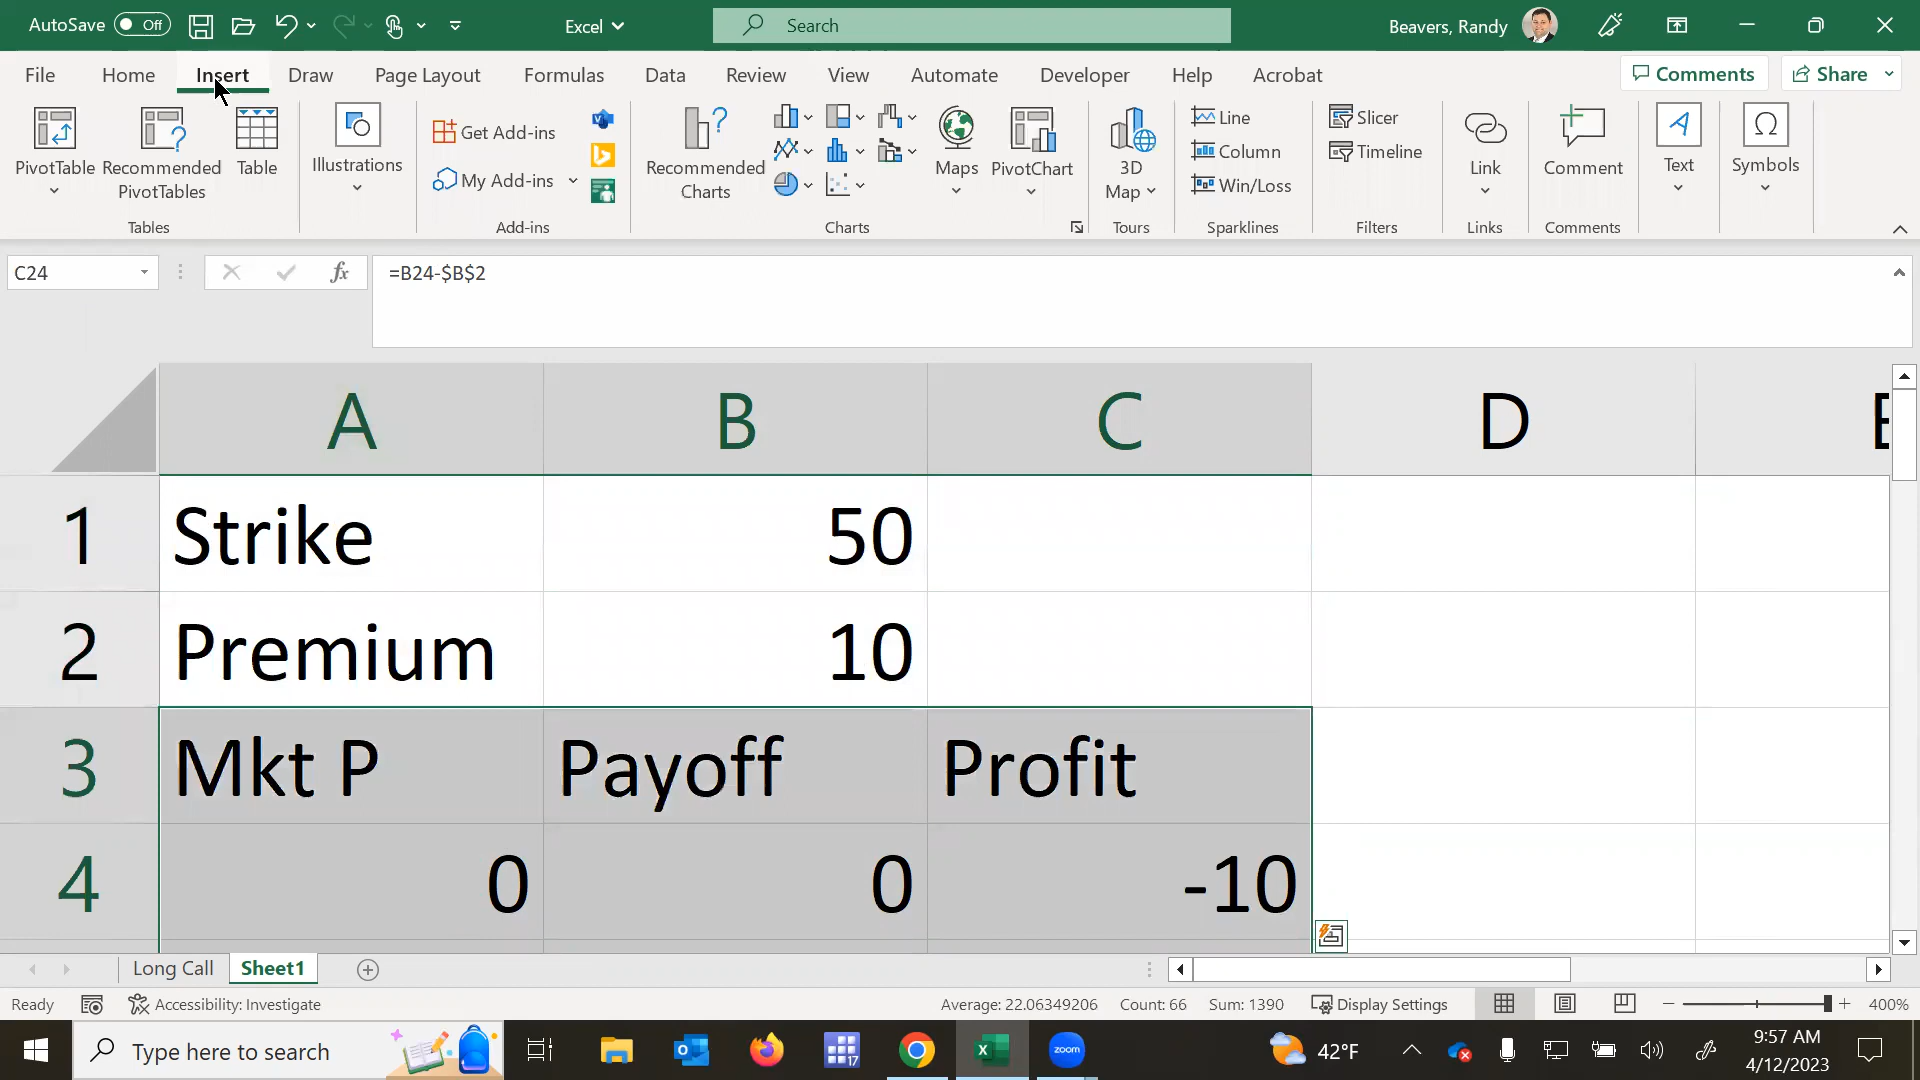 AutoSave Off Excel Search Beavers, Randy
File Home Insert Draw Page Layout Formulas Data Review View Automate Developer Help Acrobat Comments Share
PivotTable Recommended PivotTables Table
Tables
Illustrations
Get Add-ins
My Add-ins
Add-ins
Recommended Charts
Maps PivotChart
Charts
3D Map
Tours
Line
Column
Win/Loss
Sparklines
Slicer
Timeline
Filters
Link
Links
Comment
Comments
Text
Symbols
C24 fx =B24-$B$2
A B C D E
1 Strike 50
2 Premium 10
3 Mkt P Payoff Profit
4 0 0 -10
Long Call Sheet1
Ready Accessibility: Investigate Average: 22.06349206 Count: 66 Sum: 1390 Display Settings 400%
Type here to search 17 zoom 42°F 9:57 AM
4/12/2023